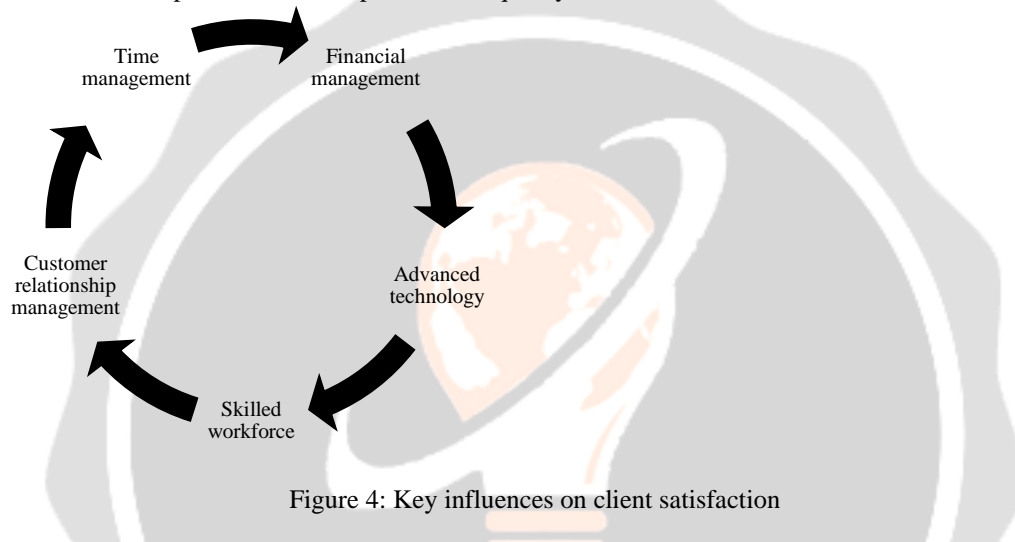 Time
management
Financial
management
Advanced
technology
Skilled
workforce
Customer
relationship
management
Figure 4: Key influences on client satisfaction